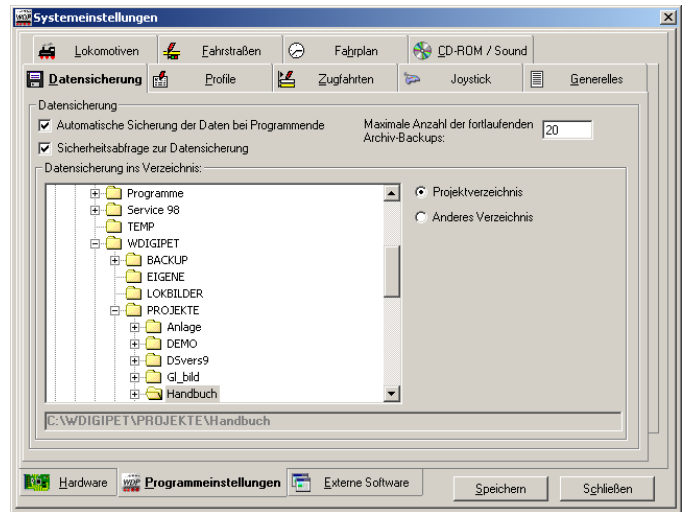 WDP Systemeinstellungen
Lokomotiven Fahrstraßen Fahrplan CD-ROM / Sound
Datensicherung Profile Zugfahrten Joystick Generelles
Datensicherung
Automatische Sicherung der Daten bei Programmende
Maximale Anzahl der fortlaufenden
Archiv-Backups:
20
Sicherheitsabfrage zur Datensicherung
Datensicherung ins Verzeichnis:
Programme
Service 98
TEMP
WDIGIPET
BACKUP
EIGENE
LOKBILDER
PROJEKTE
Anlage
DEMO
DSvers9
Gl_bild
Handbuch
Projektverzeichnis
Anderes Verzeichnis
C:\WDIGIPET\PROJEKTE\Handbuch
Hardware WDP Programmeinstellungen Externe Software
Speichern Schließen